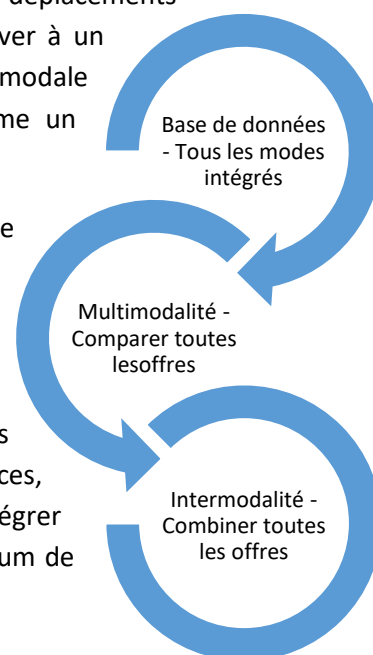 déplacements
ver à un
modale
me un
e
s
ces,
égrer
um de
Base de données
- Tous les modes
intégrés
Multimodalité -
Comparer toutes
lesoffres
Intermodalité -
Combiner toutes
les offres